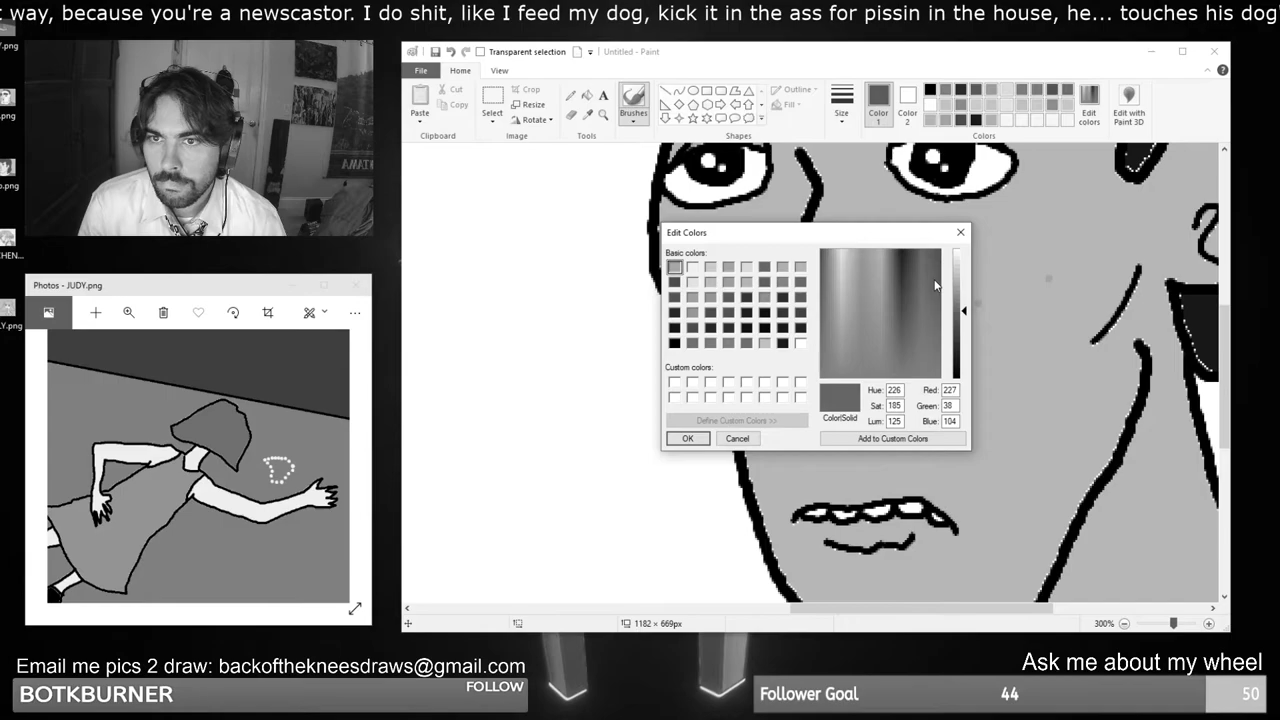 way, because you're a newscastor. I do shit, like I feed my dog, kick it in the ass for pissin in the house, he... touches his dog
Transparent selection
Untitled - Paint
File
Home
View
Paste
Cut
Copy
Clipboard
Select
Crop
Resize
Rotate
Image
Tools
Brushes
Shapes
Outline
Fill
Size
Color 1
Color 2
Colors
Edit colors
Edit with Paint 3D
Photos - JUDY.png
Edit Colors
Basic colors:
Custom colors:
Define Custom Colors >>
OK
Cancel
Color|Solid
Hue: 226
Sat: 185
Lum: 125
Red: 227
Green: 38
Blue: 104
Add to Custom Colors
1182 × 669px
300%
Email me pics 2 draw: backofthekneesdraws@gmail.com
BOTKBURNER
FOLLOW
Ask me about my wheel
Follower Goal
44
50